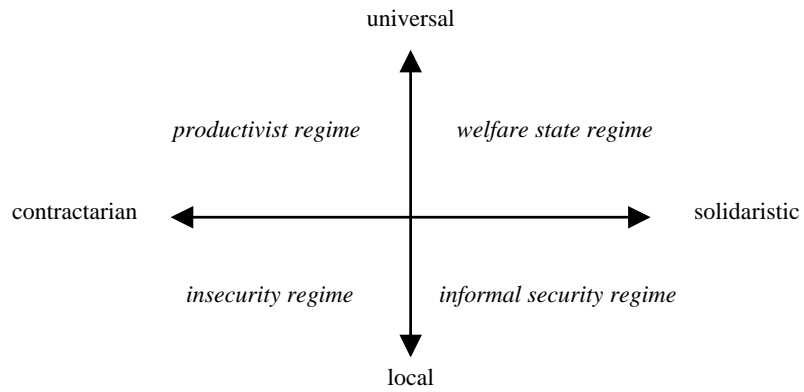 universal
productivist regime welfare state regime
contractarian solidaristic
insecurity regime informal security regime
local